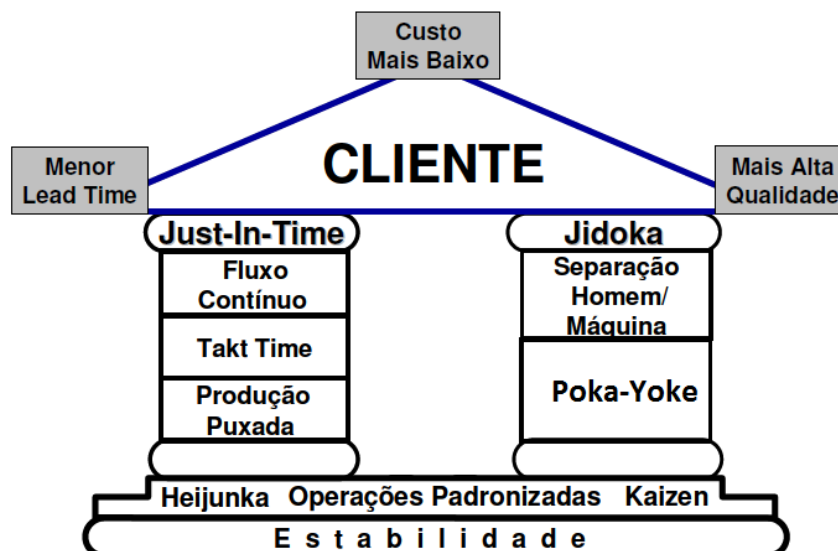 Custo
Mais Baixo
Menor
Lead Time
CLIENTE
Mais Alta
Qualidade
Just-In-Time
Jidoka
Fluxo
Contínuo
Separação
Homem/
Máquina
Takt Time
Poka-Yoke
Produção
Puxada
Heijunka Operações Padronizadas Kaizen
Estabilidade